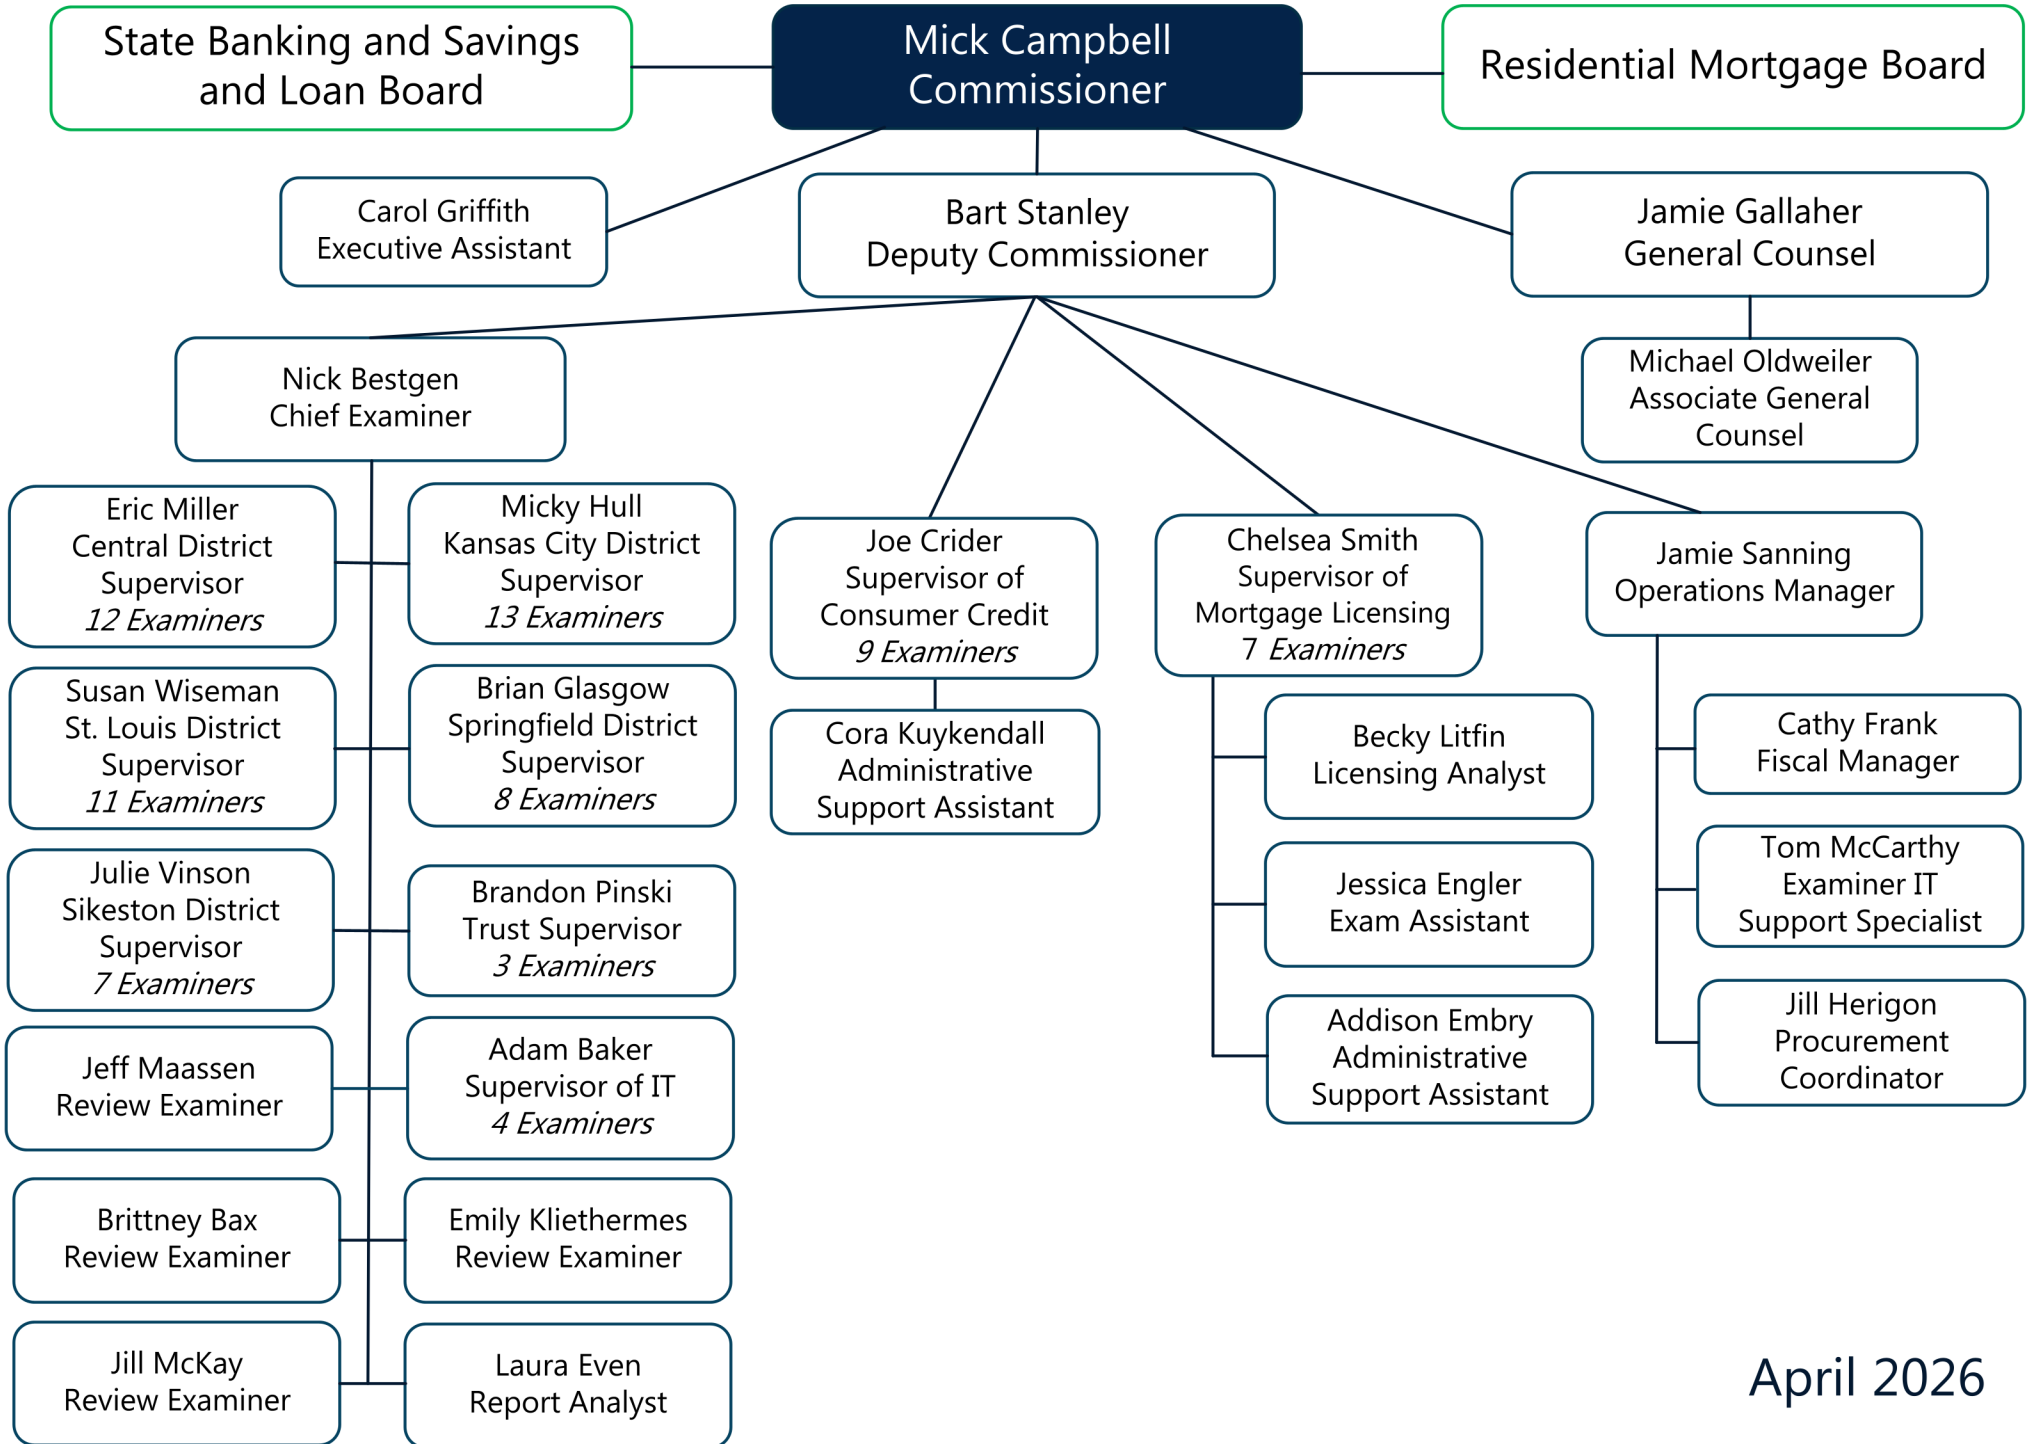 State Banking and Savings
and Loan Board
Mick Campbell
Commissioner
Residential Mortgage Board
Carol Griffith
Executive Assistant
Bart Stanley
Deputy Commissioner
Jamie Gallaher
General Counsel
Michael Oldweiler
Associate General
Counsel
Nick Bestgen
Chief Examiner
Eric Miller
Central District
Supervisor
12 Examiners
Micky Hull
Kansas City District
Supervisor
13 Examiners
Susan Wiseman
St. Louis District
Supervisor
11 Examiners
Brian Glasgow
Springfield District
Supervisor
8 Examiners
Julie Vinson
Sikeston District
Supervisor
7 Examiners
Brandon Pinski
Trust Supervisor
3 Examiners
Jeff Maassen
Review Examiner
Adam Baker
Supervisor of IT
4 Examiners
Brittney Bax
Review Examiner
Emily Kliethermes
Review Examiner
Jill McKay
Review Examiner
Laura Even
Report Analyst
Joe Crider
Supervisor of
Consumer Credit
9 Examiners
Cora Kuykendall
Administrative
Support Assistant
Chelsea Smith
Supervisor of
Mortgage Licensing
7 Examiners
Becky Litfin
Licensing Analyst
Jessica Engler
Exam Assistant
Addison Embry
Administrative
Support Assistant
Jamie Sanning
Operations Manager
Cathy Frank
Fiscal Manager
Tom McCarthy
Examiner IT
Support Specialist
Jill Herigon
Procurement
Coordinator
April 2026